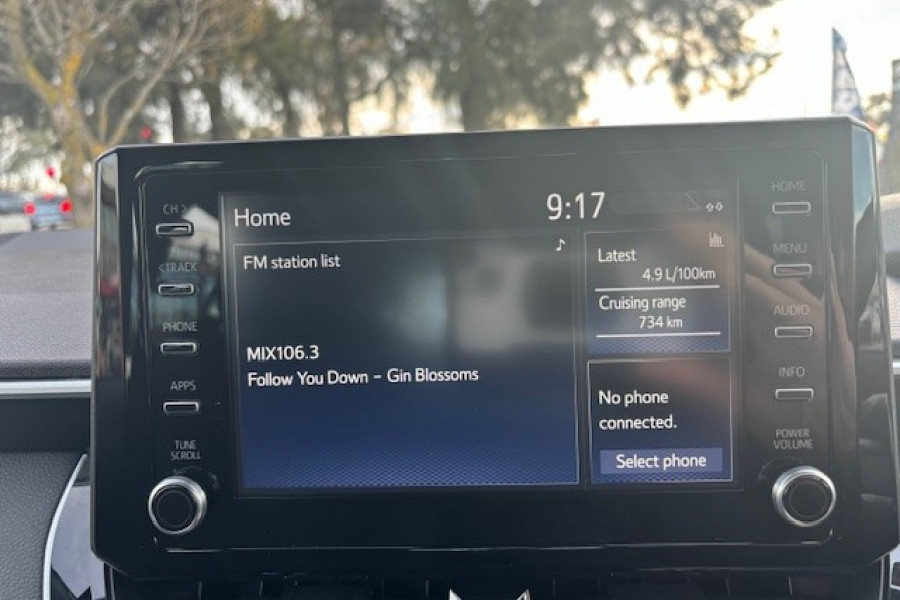 CH >
< TRACK
PHONE
APPS
TUNE
SCROLL
Home
9:17
FM station list
MIX106.3
Follow You Down - Gin Blossoms
Latest
4.9 L/100km
Cruising range
734 km
No phone
connected.
Select phone
HOME
MENU
AUDIO
INFO
POWER
VOLUME